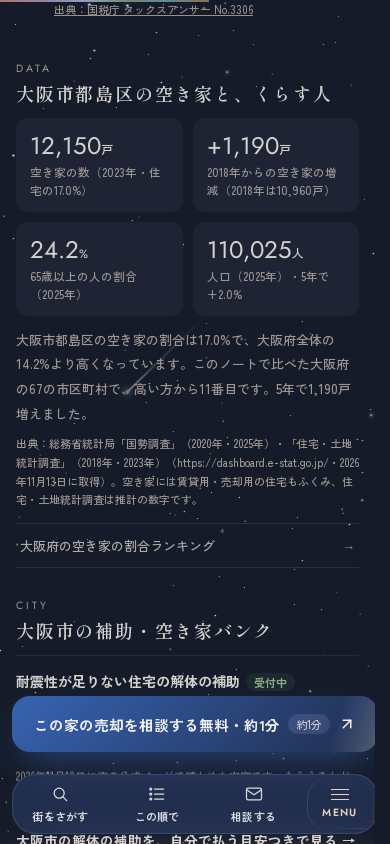 出典：国税庁 タックスアンサー No.3306
DATA
大阪市都島区の空き家と、くらす人
12,150戸
空き家の数（2023年・住
宅の17.0%）
+1,190戸
2018年からの空き家の増
減（2018年は10,960戸）
24.2%
65歳以上の人の割合
（2025年）
110,025人
人口（2025年）・5年で
+2.0%
大阪市都島区の空き家の割合は17.0%で、大阪府全体の
14.2%より高くなっています。このノートで比べた大阪府
の67の市区町村で、高い方から11番目です。5年で1,190戸
増えました。
出典：総務省統計局「国勢調査」（2020年・2025年）・「住宅・土地
統計調査」（2018年・2023年）（https://dashboard.e-stat.go.jp/・2026
年11月13日に取得）。空き家には賃貸用・売却用の住宅もふくみ、住
宅・土地統計調査は推計の数字です。
大阪府の空き家の割合ランキング →
CITY
大阪市の補助・空き家バンク
耐震性が足りない住宅の解体の補助 受付中
この家の売却を相談する無料・約1分 約1分 ↗
街をさがす
この順で
相談する
MENU
大阪市の解体の補助を、自分で払う目安つきで見る →